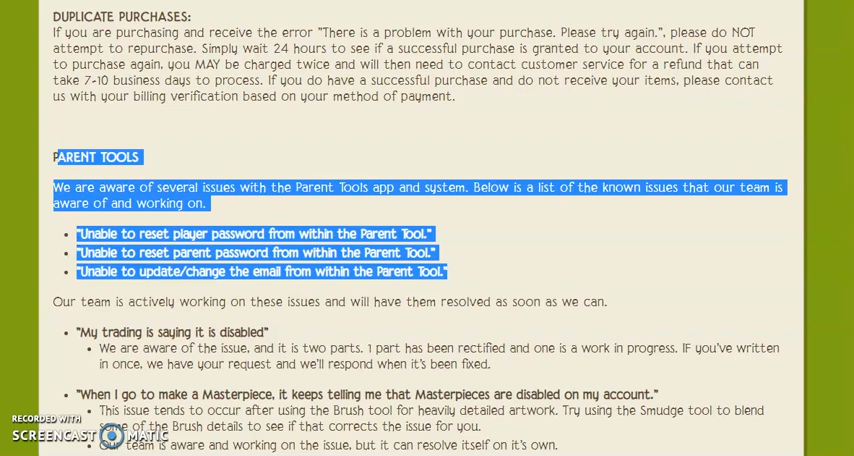 DUPLICATE PURCHASES:
If you are purchasing and receive the error "There is a problem with your purchase. Please try again.", please do NOT
attempt to repurchase. Simply wait 24 hours to see if a successful purchase is granted to your account. If you attempt
to purchase again, you MAY be charged twice and will then need to contact customer service for a refund that can
take 7-10 business days to process. If you do have a successful purchase and do not receive your items, please contact
us with your billing verification based on your method of payment.
PARENT TOOLS
We are aware of several issues with the Parent Tools app and system. Below is a list of the known issues that our team is
aware of and working on.
• "Unable to reset player password from within the Parent Tool."
• "Unable to reset parent password from within the Parent Tool."
• "Unable to update/change the email from within the Parent Tool."
Our team is actively working on these issues and will have them resolved as soon as we can.
• "My trading is saying it is disabled"
• We are aware of the issue, and it is two parts. 1 part has been rectified and one is a work in progress. IF you've written
in once, we have your request and we'll respond when it's been fixed.
• "When I go to make a Masterpiece, it keeps telling me that Masterpieces are disabled on my account."
• This issue tends to occur after using the Brush tool for heavily detailed artwork. Try using the Smudge tool to blend
some of the Brush details to see if that corrects the issue for you.
• Our team is aware and working on the issue, but it can resolve itself on it's own.
RECORDED WITH
SCREENCAST MATIC